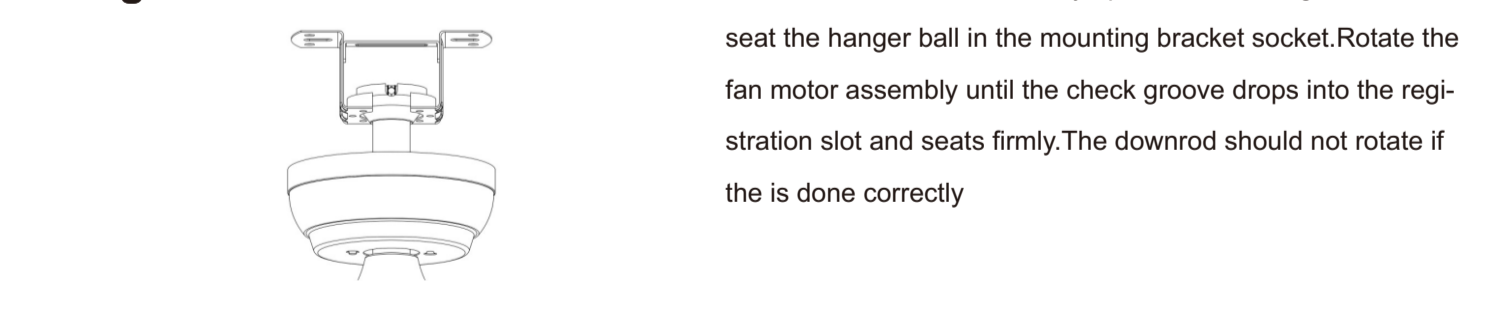 seat the hanger ball in the mounting bracket socket.Rotate the
fan motor assembly until the check groove drops into the regi-
stration slot and seats firmly.The downrod should not rotate if
the is done correctly